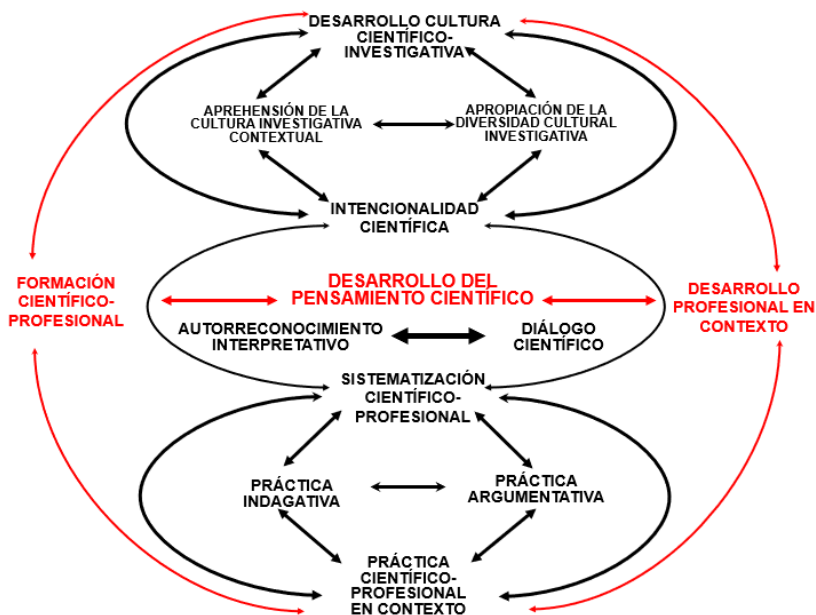 DESARROLLO CULTURA
CIENTÍFICO-
INVESTIGATIVA
APREHENSIÓN DE LA
CULTURA INVESTIGATIVA
CONTEXTUAL
APROPIACIÓN DE LA
DIVERSIDAD CULTURAL
INVESTIGATIVA
INTENCIONALIDAD
CIENTÍFICA
FORMACIÓN
CIENTÍFICO-
PROFESIONAL
DESARROLLO DEL
PENSAMIENTO CIENTÍFICO
DESARROLLO
PROFESIONAL EN
CONTEXTO
AUTORRECONOCIMIENTO
INTERPRETATIVO
DIÁLOGO
CIENTÍFICO
SISTEMATIZACIÓN
CIENTÍFICO-
PROFESIONAL
PRÁCTICA
INDAGATIVA
PRÁCTICA
ARGUMENTATIVA
PRÁCTICA
CIENTÍFICO-
PROFESIONAL
EN CONTEXTO